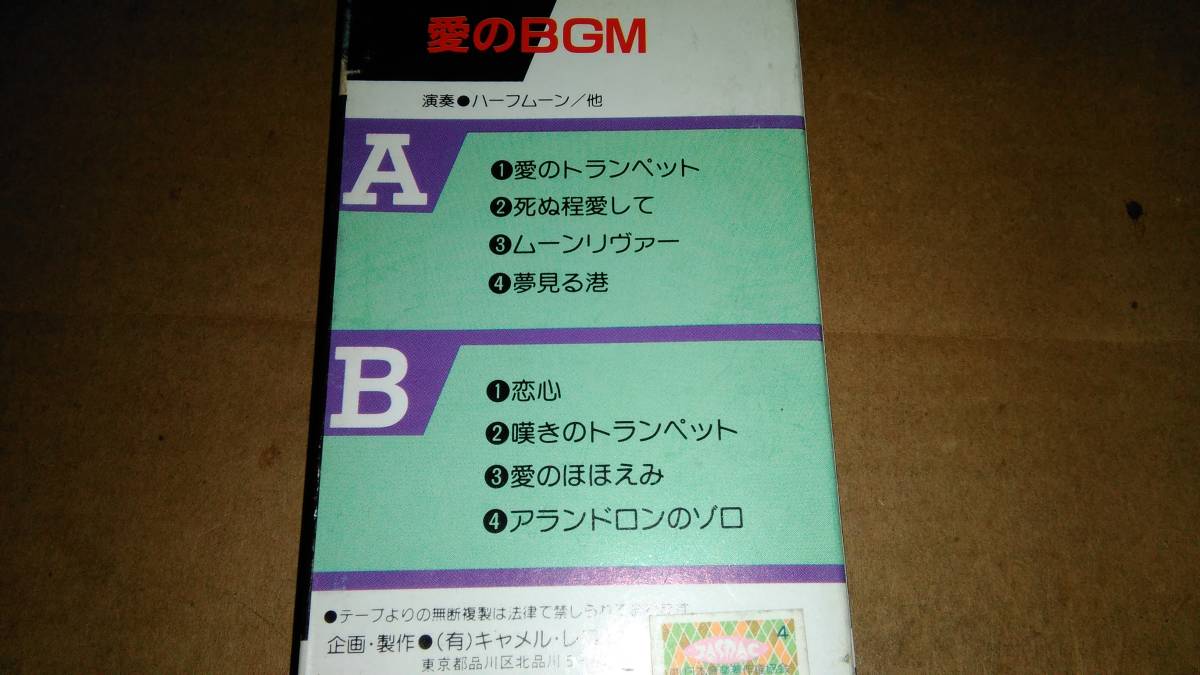 愛のBGM
演奏●ハーフムーン/他
A
❶愛のトランペット
❷死ぬ程愛して
❸ムーンリヴァー
❹夢見る港
B
❶恋心
❷嘆きのトランペット
❸愛のほほえみ
❹アランドロンのゾロ
●テープよりの無断複製は法律で禁じられ
企画・製作●(有)キャメル・レ
東京都品川区北品川5
JASRAC
4